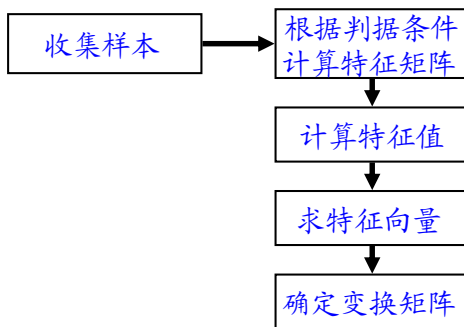 收集样本
根据判据条件
计算特征矩阵
计算特征值
求特征向量
确定变换矩阵